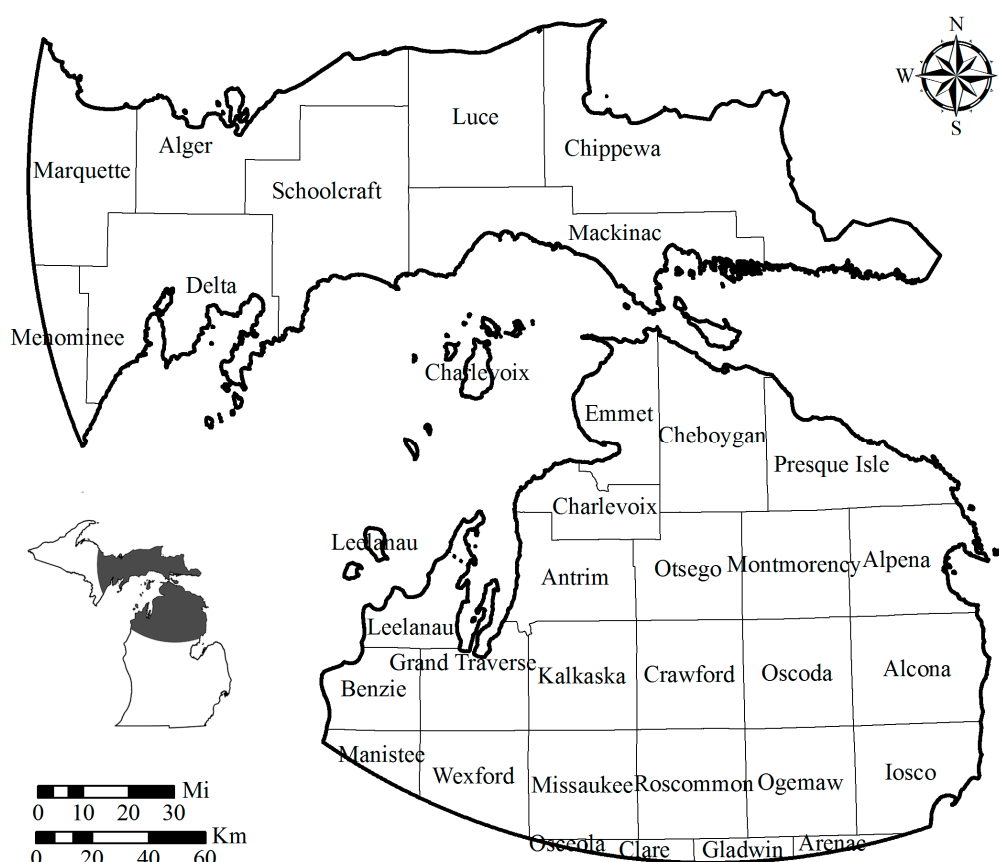 N
W
S
Luce
Alger
Chippewa
Marquette
Schoolcraft
Mackinac
Delta
Menominee
Charlevoix
Emmet
Cheboygan
Presque Isle
Charlevoix
Leelanau
Antrim
Otsego
Montmorency
Alpena
Leelanau
Grand Traverse
Benzie
Kalkaska
Crawford
Oscoda
Alcona
Manistee
Wexford
Missaukee
Roscommon
Ogemaw
Iosco
Osceola
Clare
Gladwin
Arenac
Mi
0 10 20 30
Km
0 20 40 60